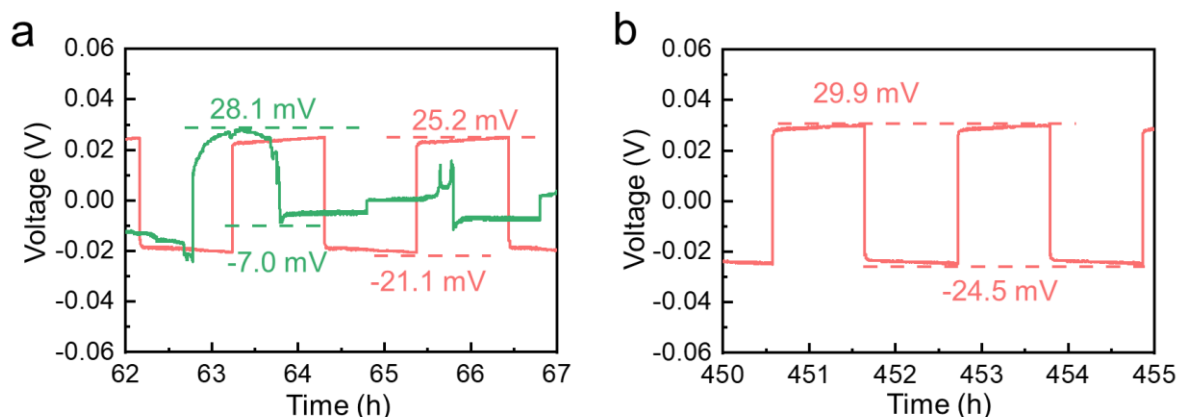 a
0.06
0.04
0.02
0.00
-0.02
-0.04
-0.06
Voltage (V)
28.1 mV
25.2 mV
-7.0 mV
-21.1 mV
62 63 64 65 66 67
Time (h)
b
0.06
0.04
0.02
0.00
-0.02
-0.04
-0.06
Voltage (V)
29.9 mV
-24.5 mV
450 451 452 453 454 455
Time (h)